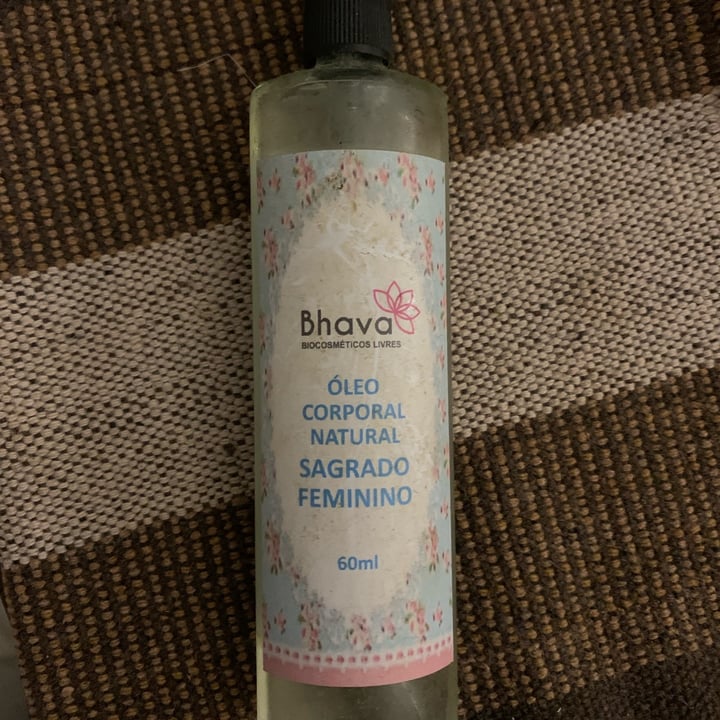 Bhava
BIOCOSMÉTICOS LIVRES
ÓLEO
CORPORAL
NATURAL
SAGRADO
FEMININO
60ml